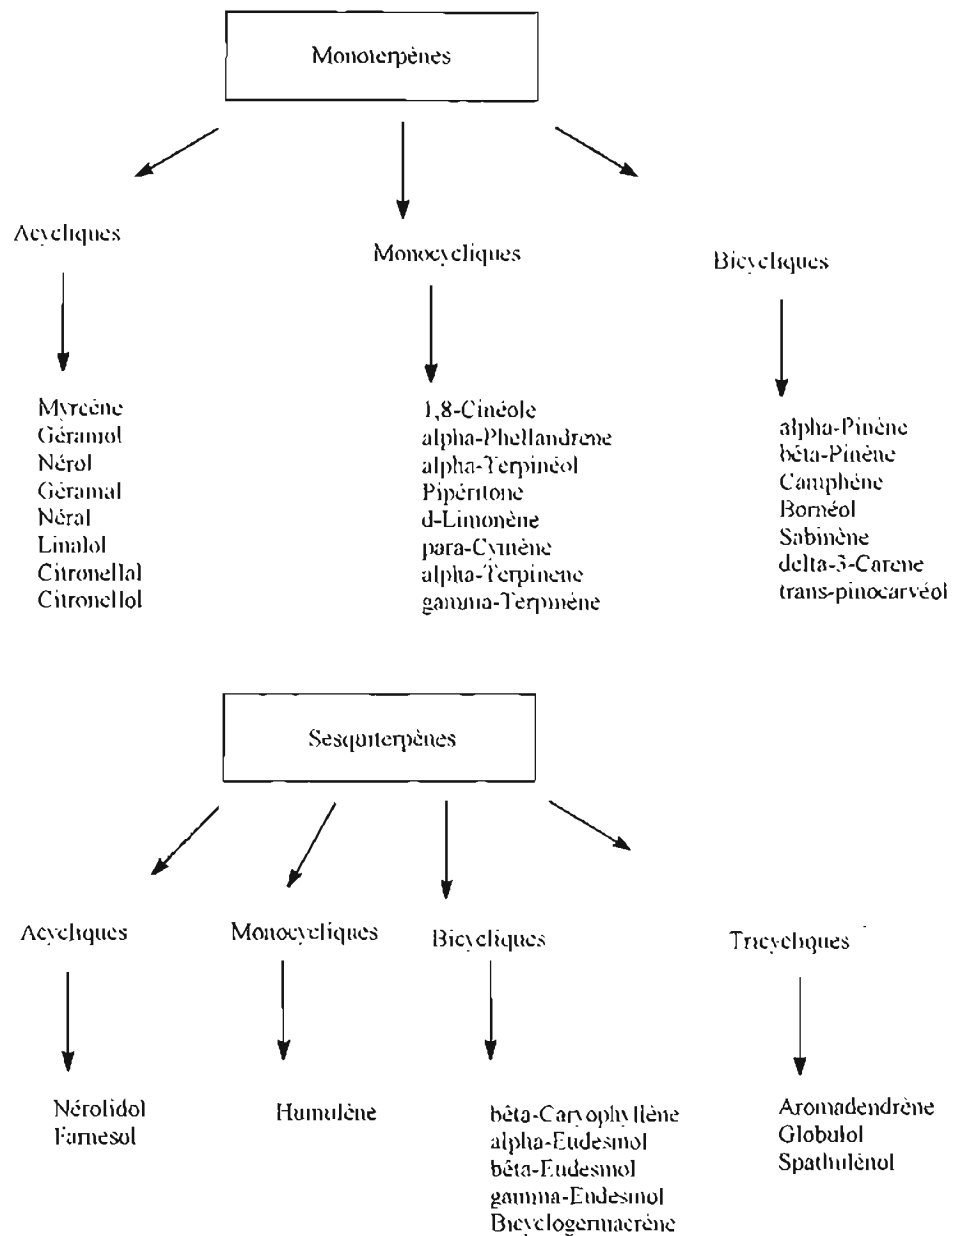 Monoterpènes
Acycliques
Monocycliques
Bicycliques
Myrcène
Géraniol
Nérol
Géranial
Néral
Linalol
Citronellal
Citronellol
1,8-Cinéole
alpha-Phellandrene
alpha-Terpinéol
Pipéritone
d-Limonène
para-Cymène
alpha-Terpinene
gamma-Terpinène
alpha-Pinène
bêta-Pinène
Camphène
Bornéol
Sabinène
delta-3-Carene
trans-pinocarvéol
Sesquiterpènes
Acycliques
Monocycliques
Bicycliques
Tricycliques
Nérolidol
Farnesol
Humulène
bêta-Caryophyllène
alpha-Eudesmol
bêta-Eudesmol
gamma-Eudesmol
Bicyclogermacrène
Aromadendrène
Globulol
Spathulénol